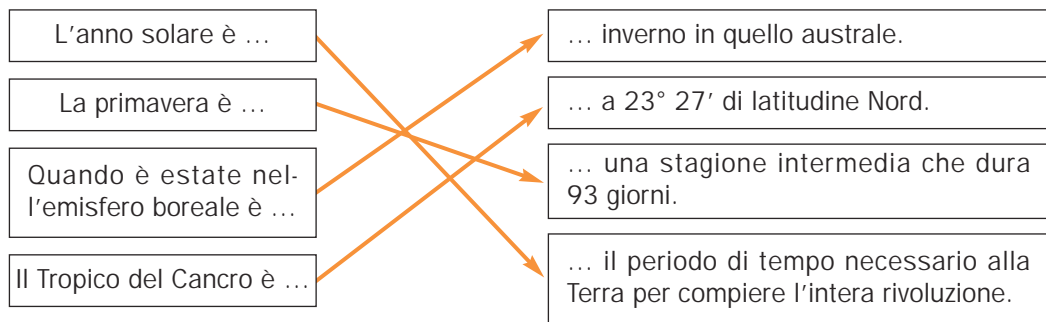 L'anno solare è …
La primavera è …
Quando è estate nel-
l'emisfero boreale è …
Il Tropico del Cancro è …
… inverno in quello australe.
… a 23° 27′ di latitudine Nord.
… una stagione intermedia che dura
93 giorni.
… il periodo di tempo necessario alla
Terra per compiere l'intera rivoluzione.